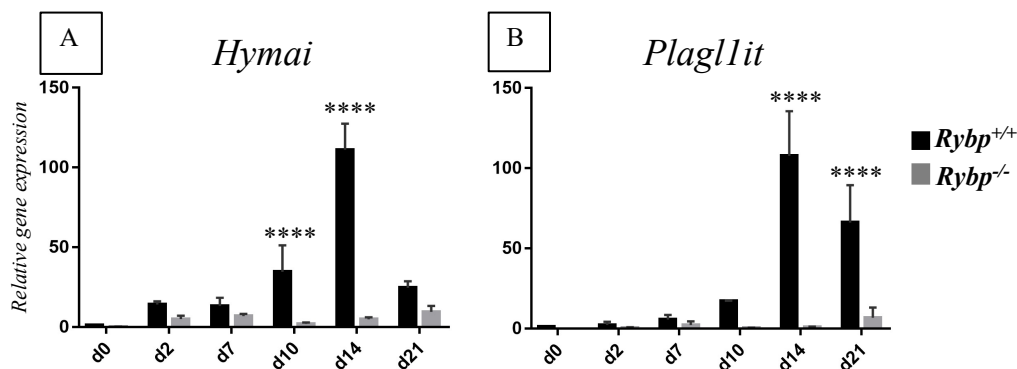 A
Hymai
Relative gene expression
150
100
50
0
****
****
d0 d2 d7 d10 d14 d21
B
Plagl1it
150
100
50
0
****
****
d0 d2 d7 d10 d14 d21
Rybp+/+
Rybp-/-